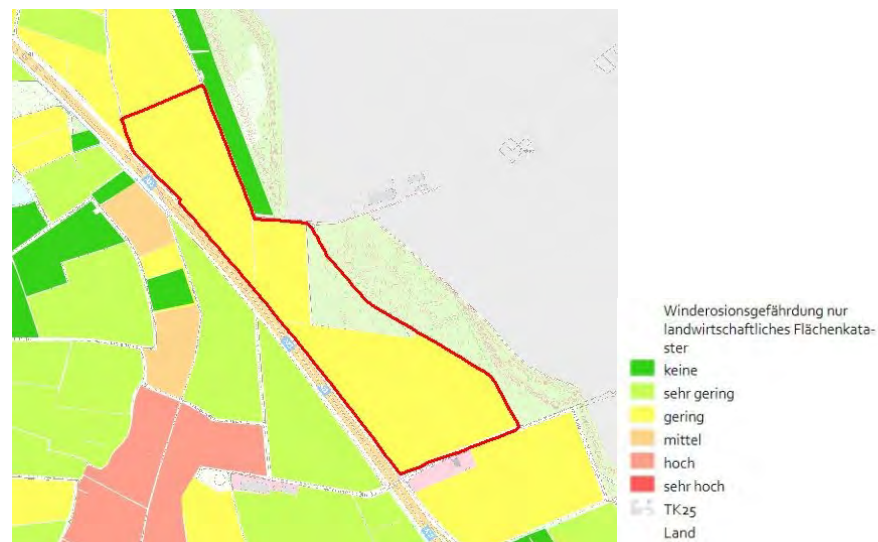 Winderosionsgefährdung nur
landwirtschaftliches Flächenkata-
ster
keine
sehr gering
gering
mittel
hoch
sehr hoch
TK25
Land